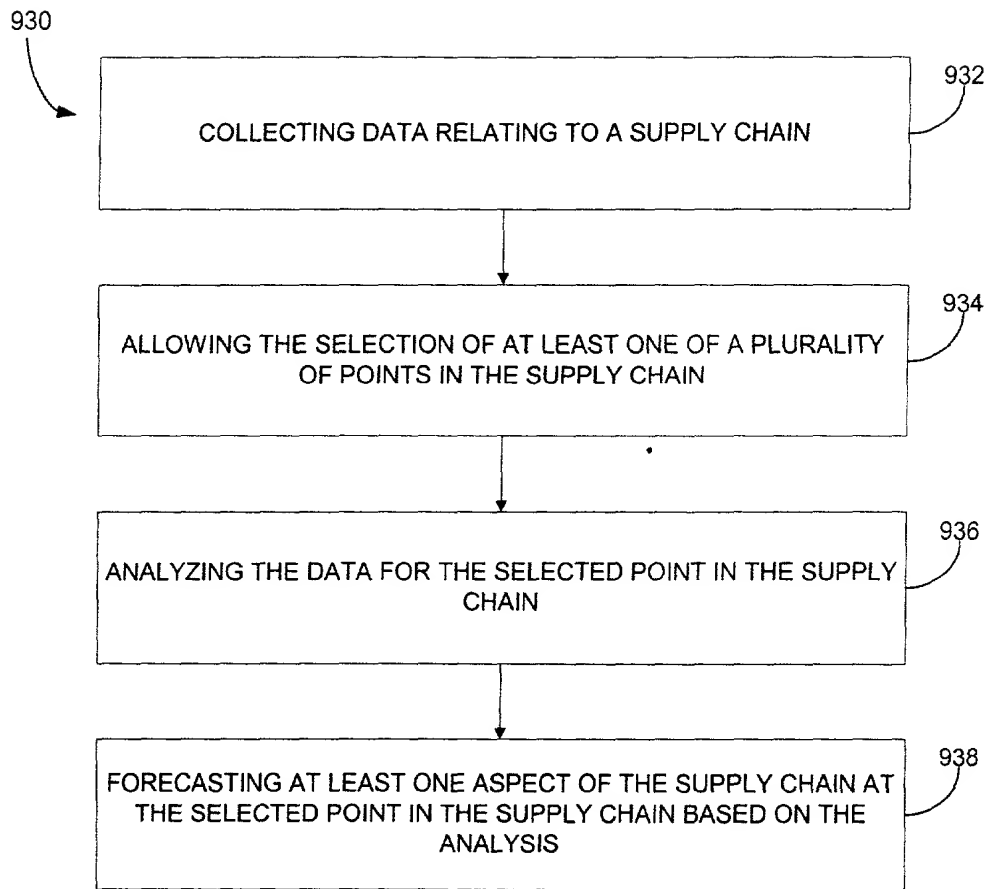 930
932
COLLECTING DATA RELATING TO A SUPPLY CHAIN
934
ALLOWING THE SELECTION OF AT LEAST ONE OF A PLURALITY
OF POINTS IN THE SUPPLY CHAIN
936
ANALYZING THE DATA FOR THE SELECTED POINT IN THE SUPPLY
CHAIN
938
FORECASTING AT LEAST ONE ASPECT OF THE SUPPLY CHAIN AT
THE SELECTED POINT IN THE SUPPLY CHAIN BASED ON THE
ANALYSIS